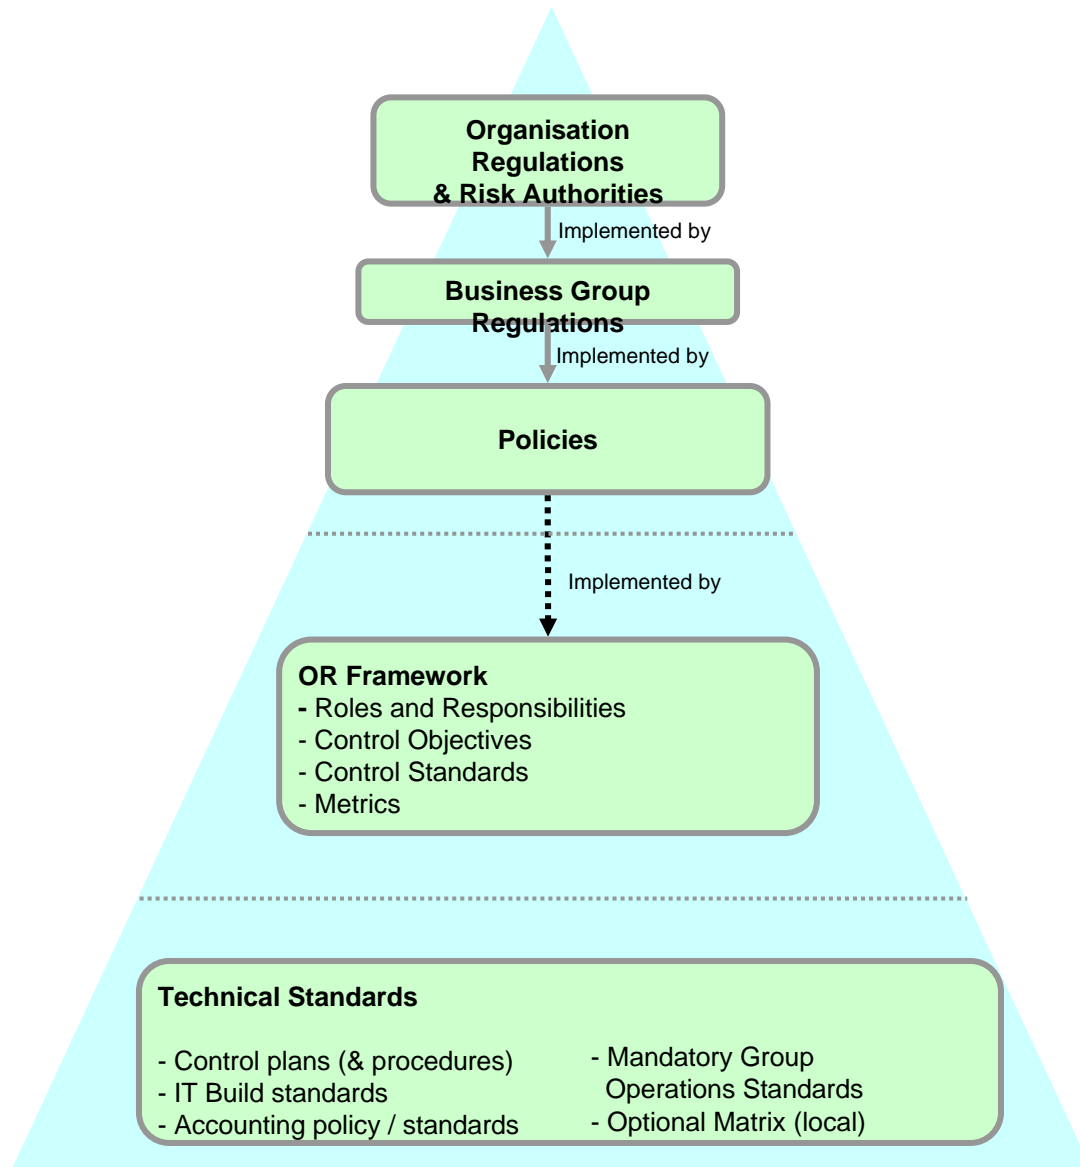 Organisation
Regulations
& Risk Authorities
Implemented by
Business Group
Regulations
Implemented by
Policies
Implemented by
OR Framework
- Roles and Responsibilities
- Control Objectives
- Control Standards
- Metrics
Technical Standards
- Control plans (& procedures)
- IT Build standards
- Accounting policy / standards
- Mandatory Group
Operations Standards
- Optional Matrix (local)